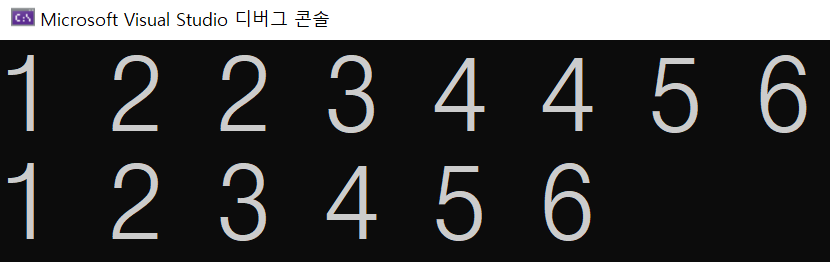 C:\
Microsoft Visual Studio 디버그 콘솔
1 2 2 3 4 4 5 6
1 2 3 4 5 6